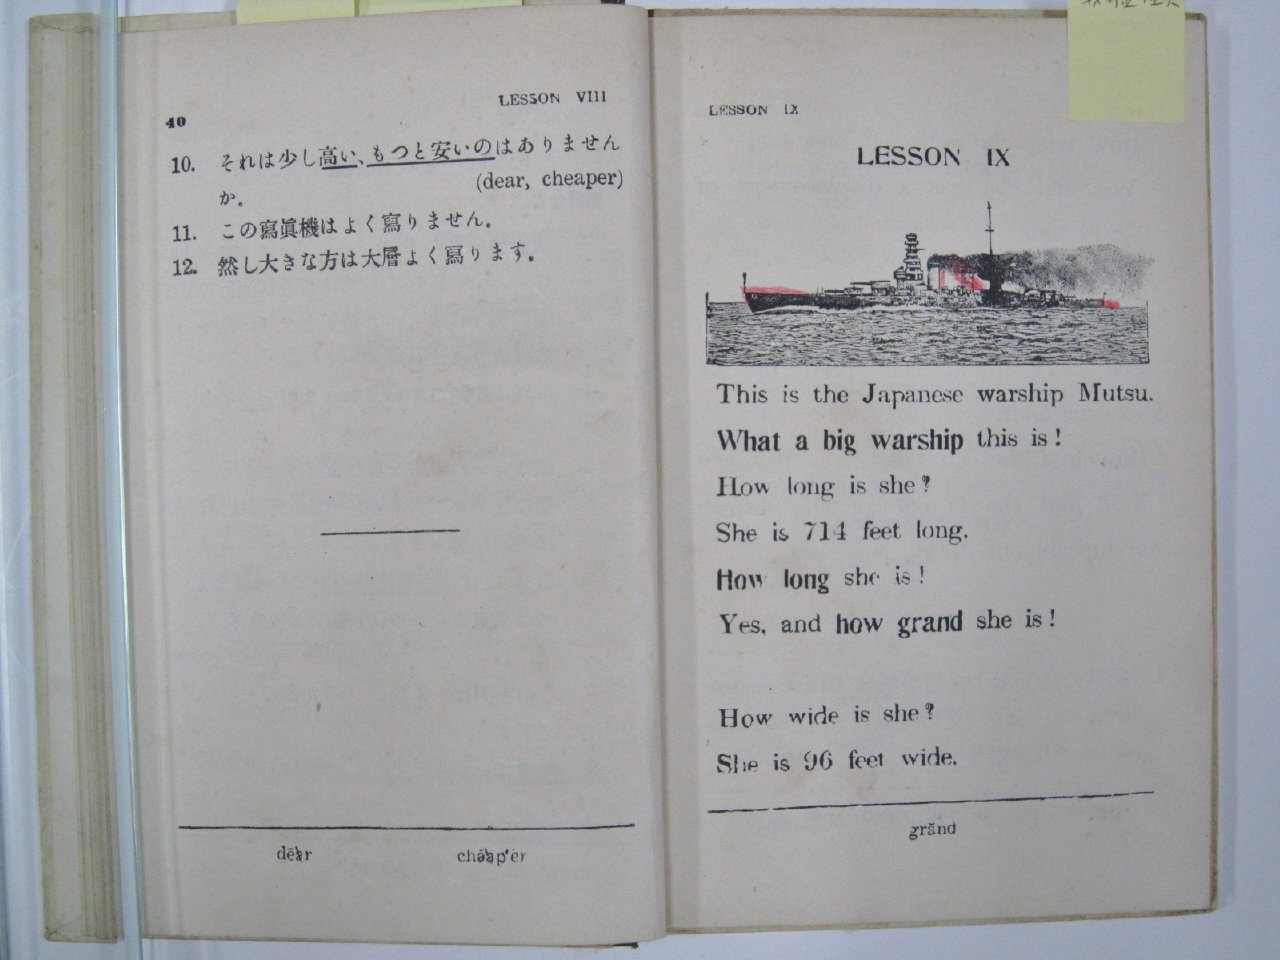 LESSON VIII
40
10. それは少し高い、もつと安いのはありません
か。 (dear, cheaper)
11. この寫眞機はよく寫りません。
12. 然し大きな方は大層よく寫ります。
dĕar chēap'er
LESSON IX
LESSON IX
This is the Japanese warship Mutsu.
What a big warship this is!
How long is she?
She is 714 feet long.
How long she is!
Yes, and how grand she is!
How wide is she?
She is 96 feet wide.
grănd